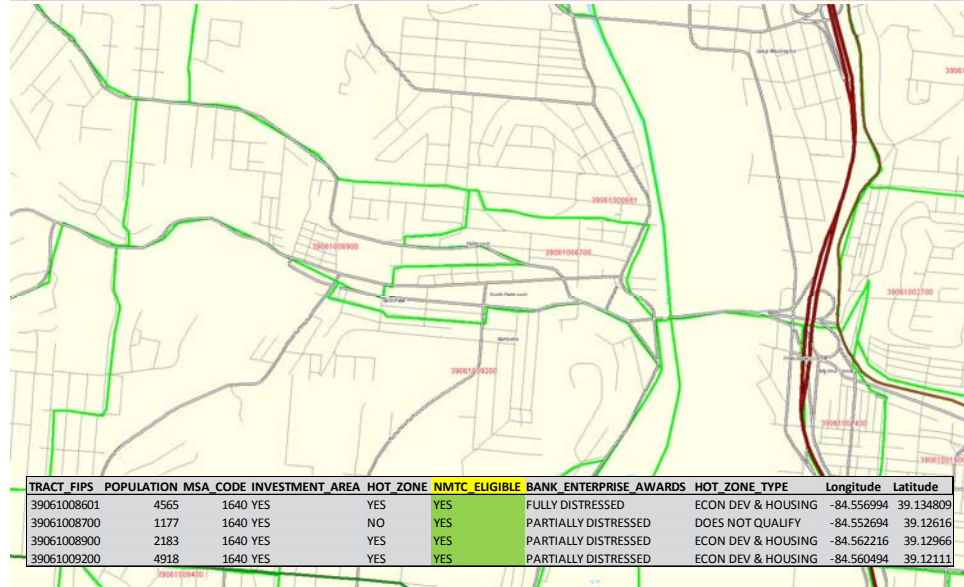 39061008601
39061008900
39061008700
39061002700
39061009200
39061007400
TRACT_FIPS POPULATION MSA_CODE INVESTMENT_AREA HOT_ZONE NMTC_ELIGIBLE BANK_ENTERPRISE_AWARDS HOT_ZONE_TYPE Longitude Latitude
39061008601 4565 1640 YES YES YES FULLY DISTRESSED ECON DEV & HOUSING -84.556994 39.134809
39061008700 1177 1640 YES NO YES PARTIALLY DISTRESSED DOES NOT QUALIFY -84.552694 39.12616
39061008900 2183 1640 YES YES YES PARTIALLY DISTRESSED ECON DEV & HOUSING -84.562216 39.12966
39061009200 4918 1640 YES YES YES PARTIALLY DISTRESSED ECON DEV & HOUSING -84.560494 39.12111
39061009400